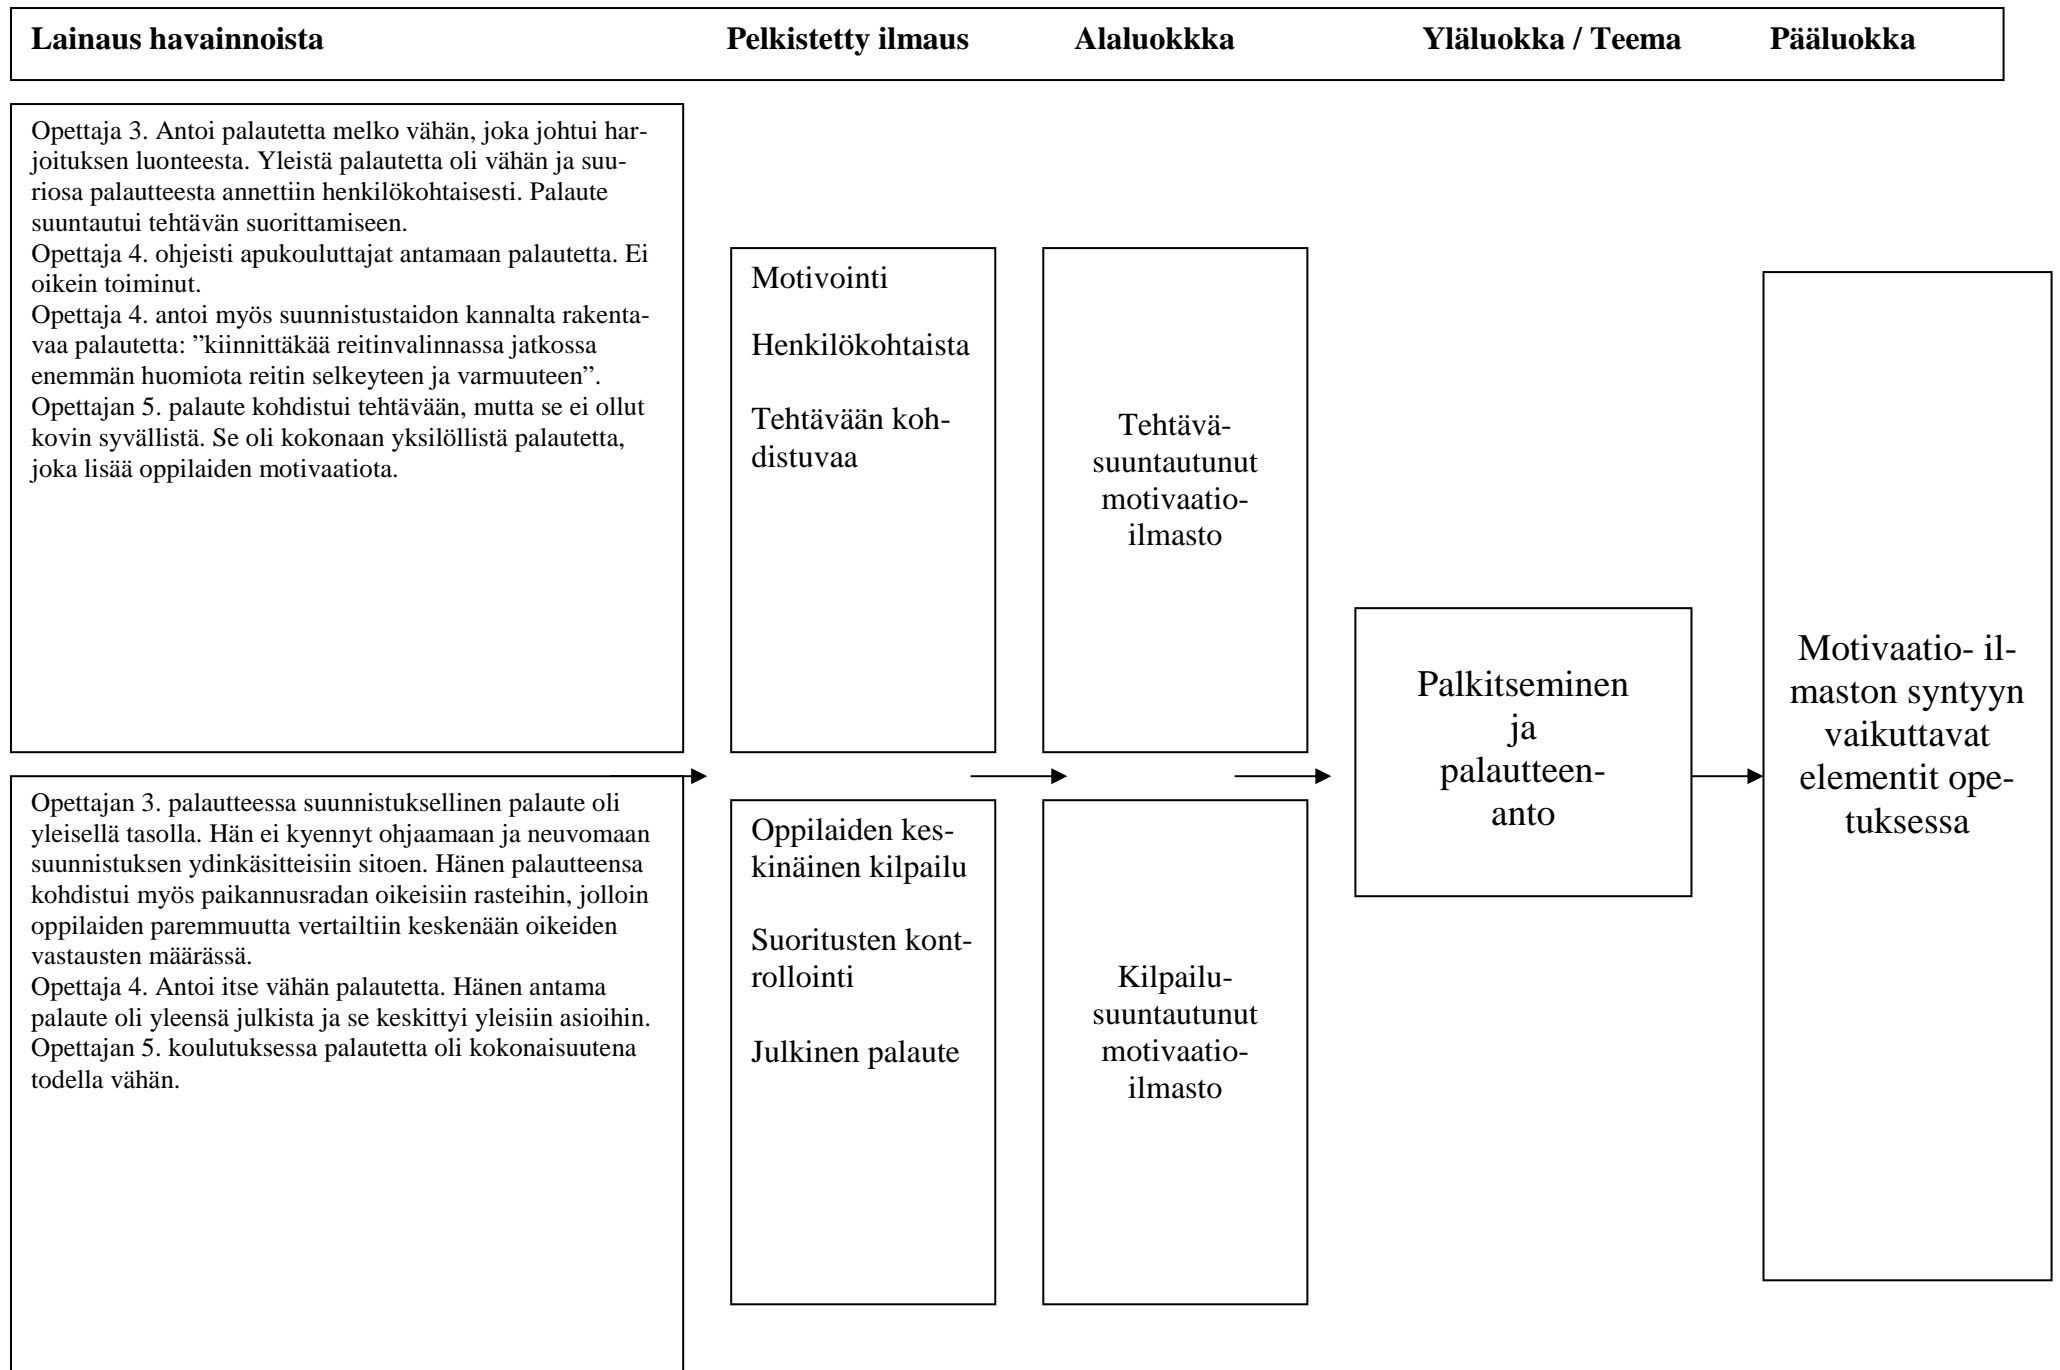 Lainaus havainnoista Pelkistetty ilmaus Alaluokkka Yläluokka / Teema Pääluokka
Opettaja 3. Antoi palautetta melko vähän, joka johtui har-
joituksen luonteesta. Yleistä palautetta oli vähän ja suu-
riosa palautteesta annettiin henkilökohtaisesti. Palaute
suuntautui tehtävän suorittamiseen.
Opettaja 4. ohjeisti apukouluttajat antamaan palautetta. Ei
oikein toiminut.
Opettaja 4. antoi myös suunnistustaidon kannalta rakenta-
vaa palautetta: ”kiinnittäkää reitinvalinnassa jatkossa
enemmän huomiota reitin selkeyteen ja varmuuteen”.
Opettajan 5. palaute kohdistui tehtävään, mutta se ei ollut
kovin syvällistä. Se oli kokonaan yksilöllistä palautetta,
joka lisää oppilaiden motivaatiota.
Motivointi
Henkilökohtaista
Tehtävään koh-
distuvaa
Tehtävä-
suuntautunut
motivaatio-
ilmasto
Opettajan 3. palautteessa suunnistuksellinen palaute oli
yleisellä tasolla. Hän ei kyennyt ohjaamaan ja neuvomaan
suunnistuksen ydinkäsitteisiin sitoen. Hänen palautteensa
kohdistui myös paikannusradan oikeisiin rasteihin, jolloin
oppilaiden paremmuutta vertailtiin keskenään oikeiden
vastausten määrässä.
Opettaja 4. Antoi itse vähän palautetta. Hänen antama
palaute oli yleensä julkista ja se keskittyi yleisiin asioihin.
Opettajan 5. koulutuksessa palautetta oli kokonaisuutena
todella vähän.
Oppilaiden kes-
kinäinen kilpailu
Suoritusten kont-
rollointi
Julkinen palaute
Kilpailu-
suuntautunut
motivaatio-
ilmasto
Palkitseminen
ja
palautteen-
anto
Motivaatio- il-
maston syntyyn
vaikuttavat
elementit ope-
tuksessa